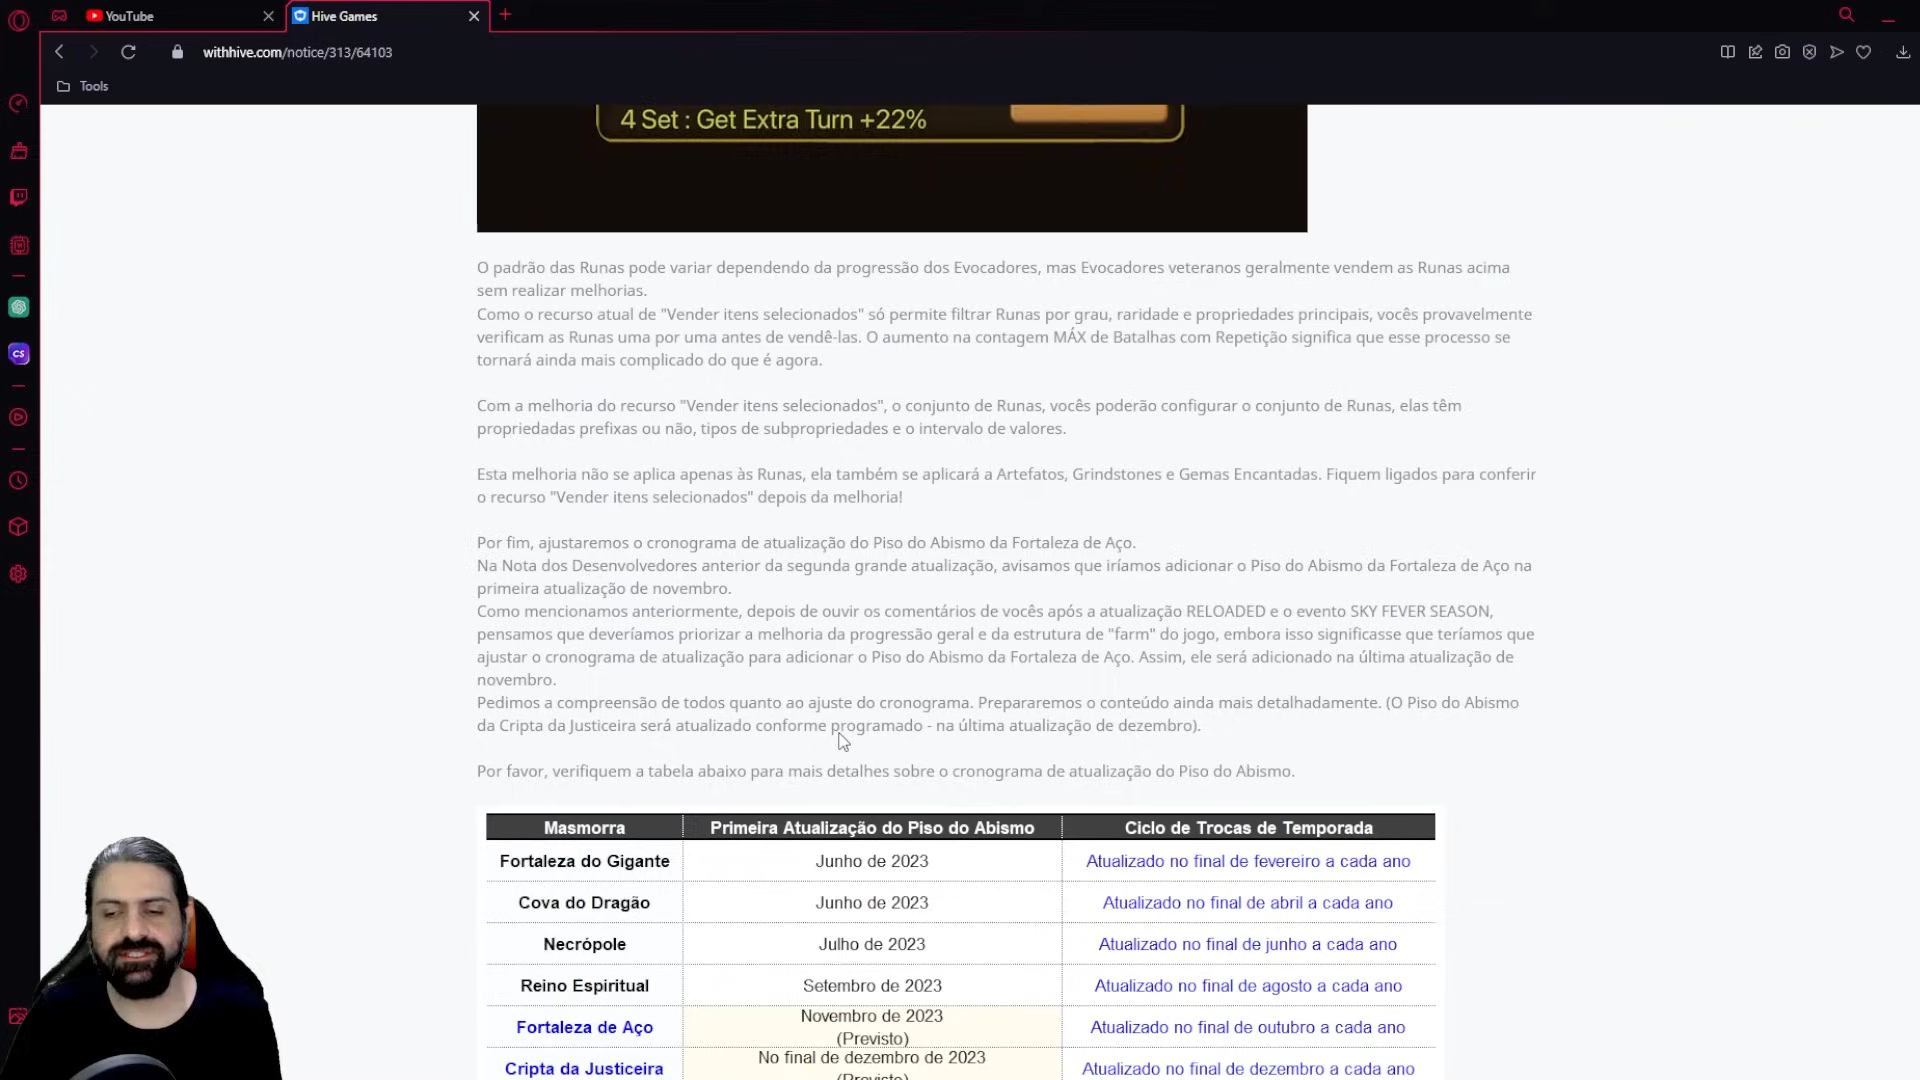 YouTube
Hive Games
withhive.com/notice/313/64103
Tools
4 Set : Get Extra Turn +22%
O padrão das Runas pode variar dependendo da progressão dos Evocadores, mas Evocadores veteranos geralmente vendem as Runas acima
sem realizar melhorias.
Como o recurso atual de "Vender itens selecionados" só permite filtrar Runas por grau, raridade e propriedades principais, vocês provavelmente
verificam as Runas uma por uma antes de vendê-las. O aumento na contagem MÁX de Batalhas com Repetição significa que esse processo se
tornará ainda mais complicado do que é agora.
Com a melhoria do recurso "Vender itens selecionados", o conjunto de Runas, vocês poderão configurar o conjunto de Runas, elas têm
propriedadas prefixas ou não, tipos de subpropriedades e o intervalo de valores.
Esta melhoria não se aplica apenas às Runas, ela também se aplicará a Artefatos, Grindstones e Gemas Encantadas. Fiquem ligados para conferir
o recurso "Vender itens selecionados" depois da melhoria!
Por fim, ajustaremos o cronograma de atualização do Piso do Abismo da Fortaleza de Aço.
Na Nota dos Desenvolvedores anterior da segunda grande atualização, avisamos que iríamos adicionar o Piso do Abismo da Fortaleza de Aço na
primeira atualização de novembro.
Como mencionamos anteriormente, depois de ouvir os comentários de vocês após a atualização RELOADED e o evento SKY FEVER SEASON,
pensamos que deveríamos priorizar a melhoria da progressão geral e da estrutura de "farm" do jogo, embora isso significasse que teríamos que
ajustar o cronograma de atualização para adicionar o Piso do Abismo da Fortaleza de Aço. Assim, ele será adicionado na última atualização de
novembro.
Pedimos a compreensão de todos quanto ao ajuste do cronograma. Prepararemos o conteúdo ainda mais detalhadamente. (O Piso do Abismo
da Cripta da Justiceira será atualizado conforme programado - na última atualização de dezembro).
Por favor, verifiquem a tabela abaixo para mais detalhes sobre o cronograma de atualização do Piso do Abismo.
Masmorra Primeira Atualização do Piso do Abismo Ciclo de Trocas de Temporada
Fortaleza do Gigante Junho de 2023 Atualizado no final de fevereiro a cada ano
Cova do Dragão Junho de 2023 Atualizado no final de abril a cada ano
Necrópole Julho de 2023 Atualizado no final de junho a cada ano
Reino Espiritual Setembro de 2023 Atualizado no final de agosto a cada ano
Fortaleza de Aço Novembro de 2023 (Previsto) Atualizado no final de outubro a cada ano
Cripta da Justiceira No final de dezembro de 2023 (Previsto) Atualizado no final de dezembro a cada ano
CS